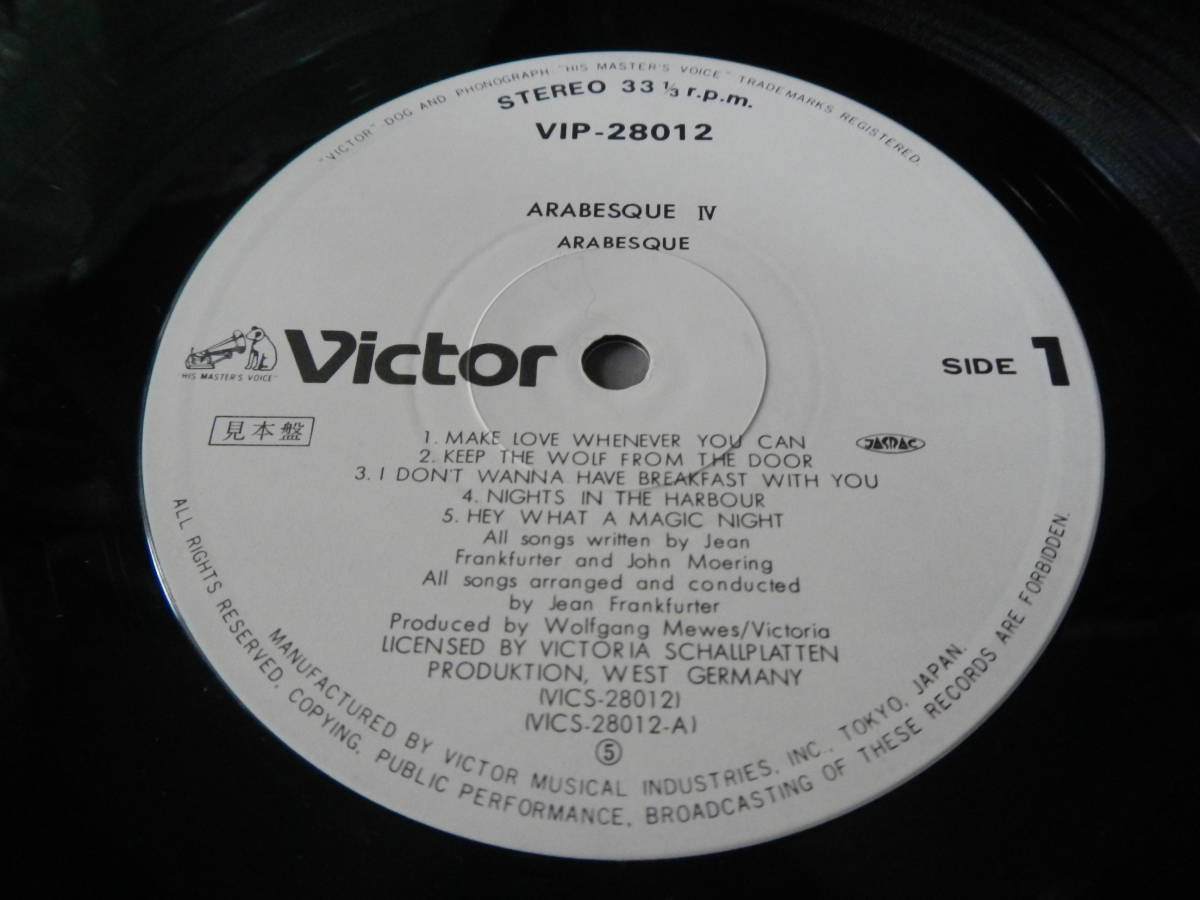 "VICTOR" DOG AND PHONOGRAPH "HIS MASTER'S VOICE" TRADEMARKS REGISTERED.
STEREO 33 1/3 r.p.m.
VIP-28012
ARABESQUE IV
ARABESQUE
"HIS MASTER'S VOICE"
Victor
SIDE 1
見本盤
JASRAC
1. MAKE LOVE WHENEVER YOU CAN
2. KEEP THE WOLF FROM THE DOOR
3. I DON'T WANNA HAVE BREAKFAST WITH YOU
4. NIGHTS IN THE HARBOUR
5. HEY WHAT A MAGIC NIGHT
All songs written by Jean
Frankfurter and John Moering
All songs arranged and conducted
by Jean Frankfurter
Produced by Wolfgang Mewes/Victoria
LICENSED BY VICTORIA SCHALLPLATTEN
PRODUKTION, WEST GERMANY
(VICS-28012)
(VICS-28012-A)
⑤
MANUFACTURED BY VICTOR MUSICAL INDUSTRIES, INC., TOKYO, JAPAN.
ALL RIGHTS RESERVED. COPYING, PUBLIC PERFORMANCE, BROADCASTING OF THESE RECORDS ARE FORBIDDEN.